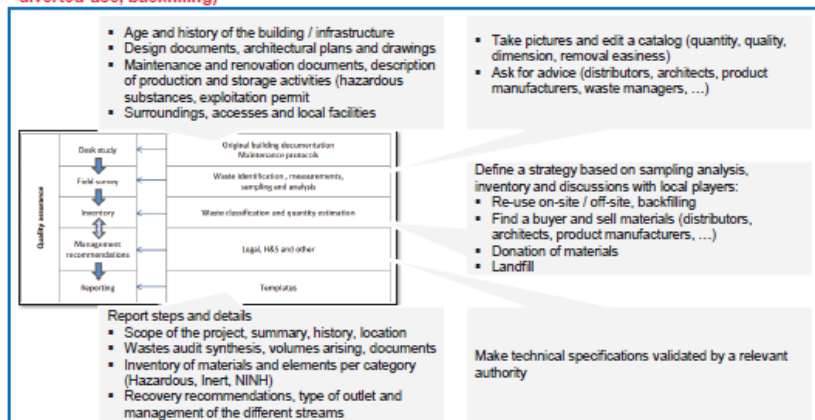 diverted use, backfilling)
▪ Age and history of the building / infrastructure
▪ Design documents, architectural plans and drawings
▪ Maintenance and renovation documents, description
of production and storage activities (hazardous
substances, exploitation permit
▪ Surroundings, accesses and local facilities
▪ Take pictures and edit a catalog (quantity, quality,
dimension, removal easiness)
▪ Ask for advice (distributors, architects, product
manufacturers, waste managers, …)
Quality assurance
Desk study
Original building documentation
Maintenance protocols
Field survey
Waste identification, measurements,
sampling and analysis
Inventory
Waste classification and quantity estimation
Management
recommendations
Legal, H&S and other
Reporting
Templates
Define a strategy based on sampling analysis,
inventory and discussions with local players:
▪ Re-use on-site / off-site, backfilling
▪ Find a buyer and sell materials (distributors,
architects, product manufacturers, …)
▪ Donation of materials
▪ Landfill
Report steps and details
▪ Scope of the project, summary, history, location
▪ Wastes audit synthesis, volumes arising, documents
▪ Inventory of materials and elements per category
(Hazardous, Inert, NINH)
▪ Recovery recommendations, type of outlet and
management of the different streams
Make technical specifications validated by a relevant
authority